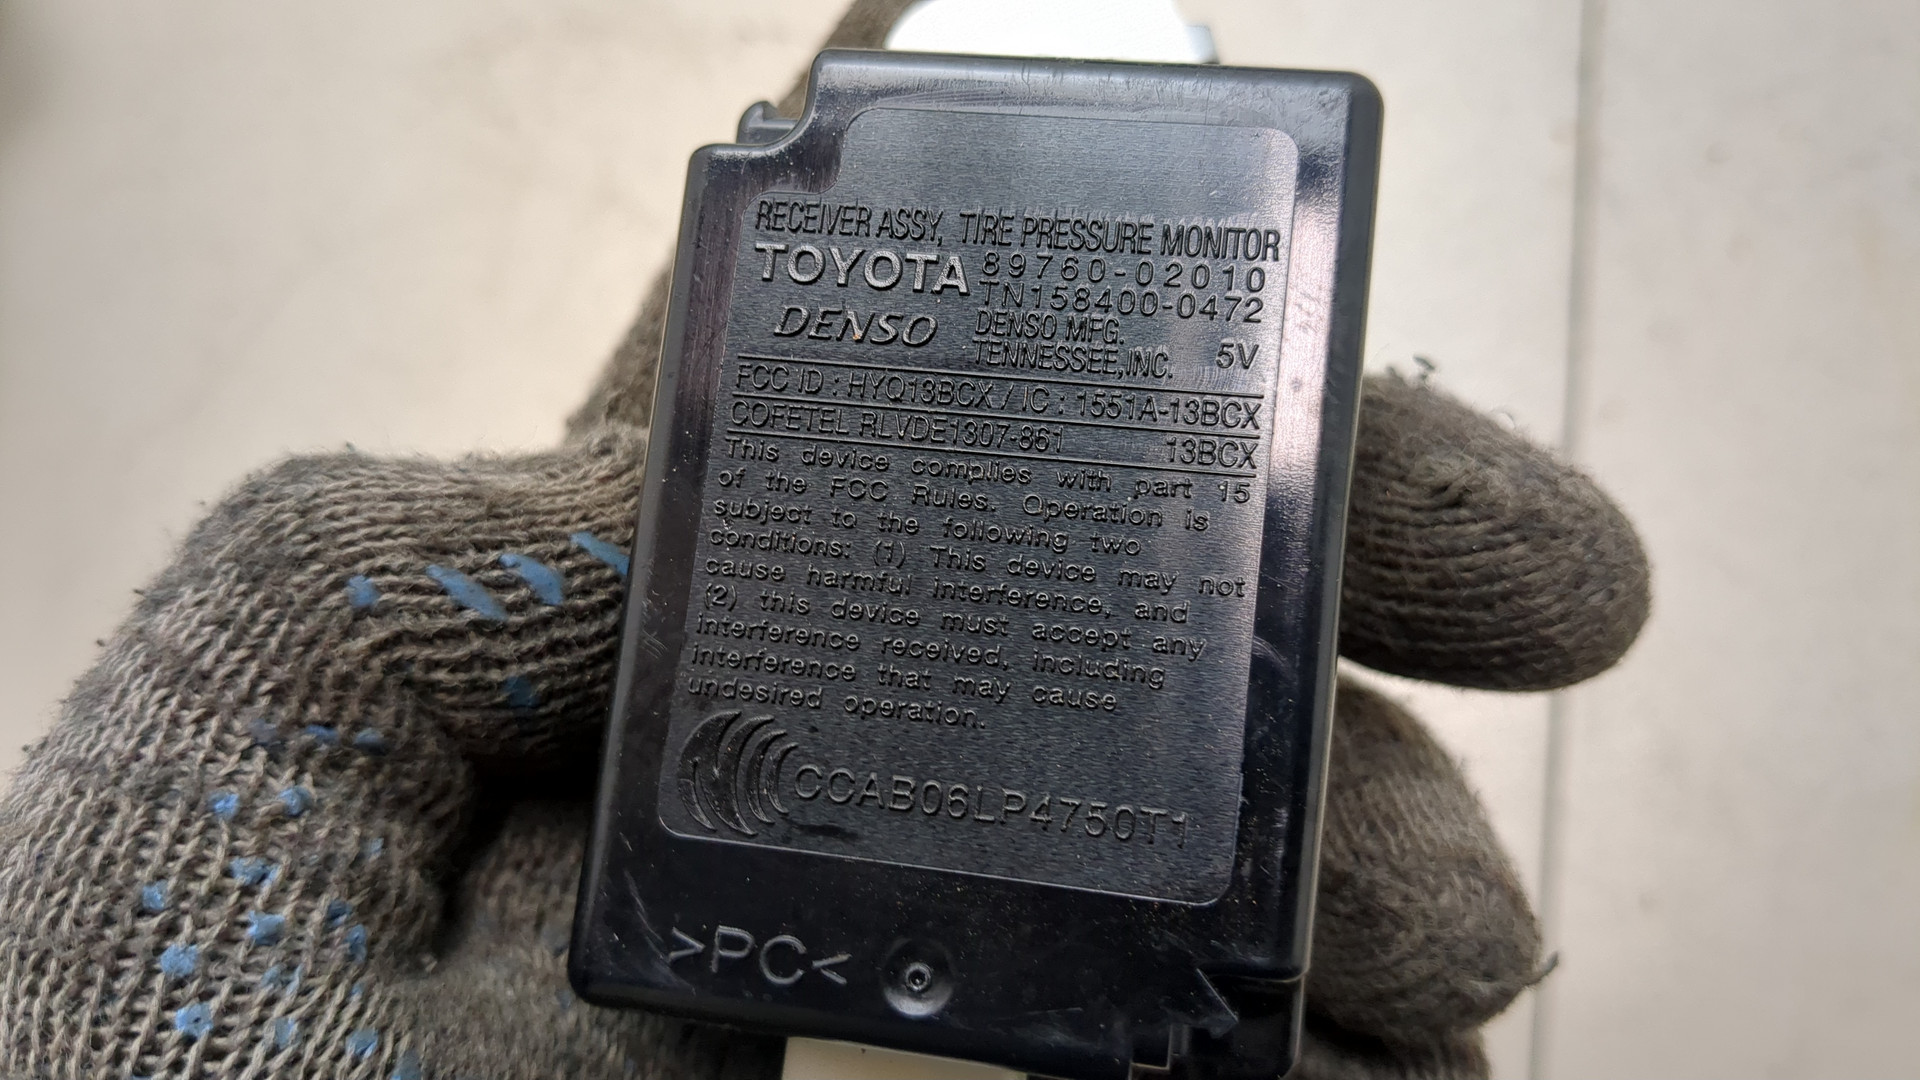 RECEIVER ASSY, TIRE PRESSURE MONITOR
TOYOTA 89760-02010
TN158400-0472
DENSO DENSO MFG.
TENNESSEE, INC. 5V
FCC ID : HYQ13BCX / IC : 1551A-13BCX
COFETEL RLVDE1307-861 13BCX
This device complies with part 15
of the FCC Rules. Operation is
subject to the following two
conditions: (1) This device may not
cause harmful interference, and
(2) this device must accept any
interference received, including
interference that may cause
undesired operation.
CCAB06LP4750T1
>PC<